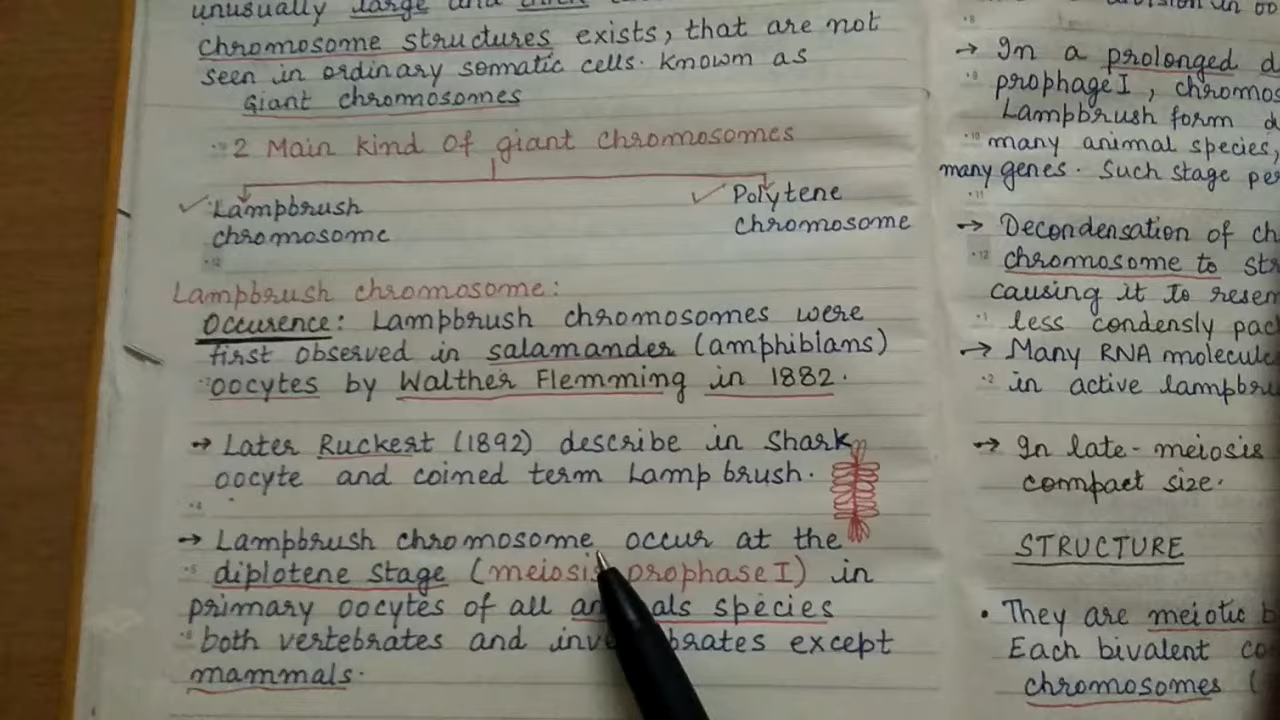 unusually large and
chromosome structures exists, that are not
seen in ordinary somatic cells. Known as
Giant chromosomes
2 Main kind of giant chromosomes
Lampbrush
chromosome
Polytene
chromosome
Lampbrush chromosome:
Occurence: Lampbrush chromosomes were
first observed in salamander (amphibians)
oocytes by Walther Flemming in 1882.
→ Later Ruckert (1892) describe in Shark
oocyte and coined term Lamp brush.
→ Lampbrush chromosome occur at the
diplotene stage (meiosis prophase I) in
primary oocytes of all animals species
both vertebrates and invertebrates except
mammals.
→ In a prolonged d
prophage I, chromos
Lampbrush form d
many animal species,
many genes. Such stage pe
→ Decondensation of ch
chromosome to str
causing it to resem
less condensly pac
→ Many RNA molecule
in active lampbru
→ In late-meiosis
compact size.
STRUCTURE
• They are meiotic b
Each bivalent co
chromosomes (